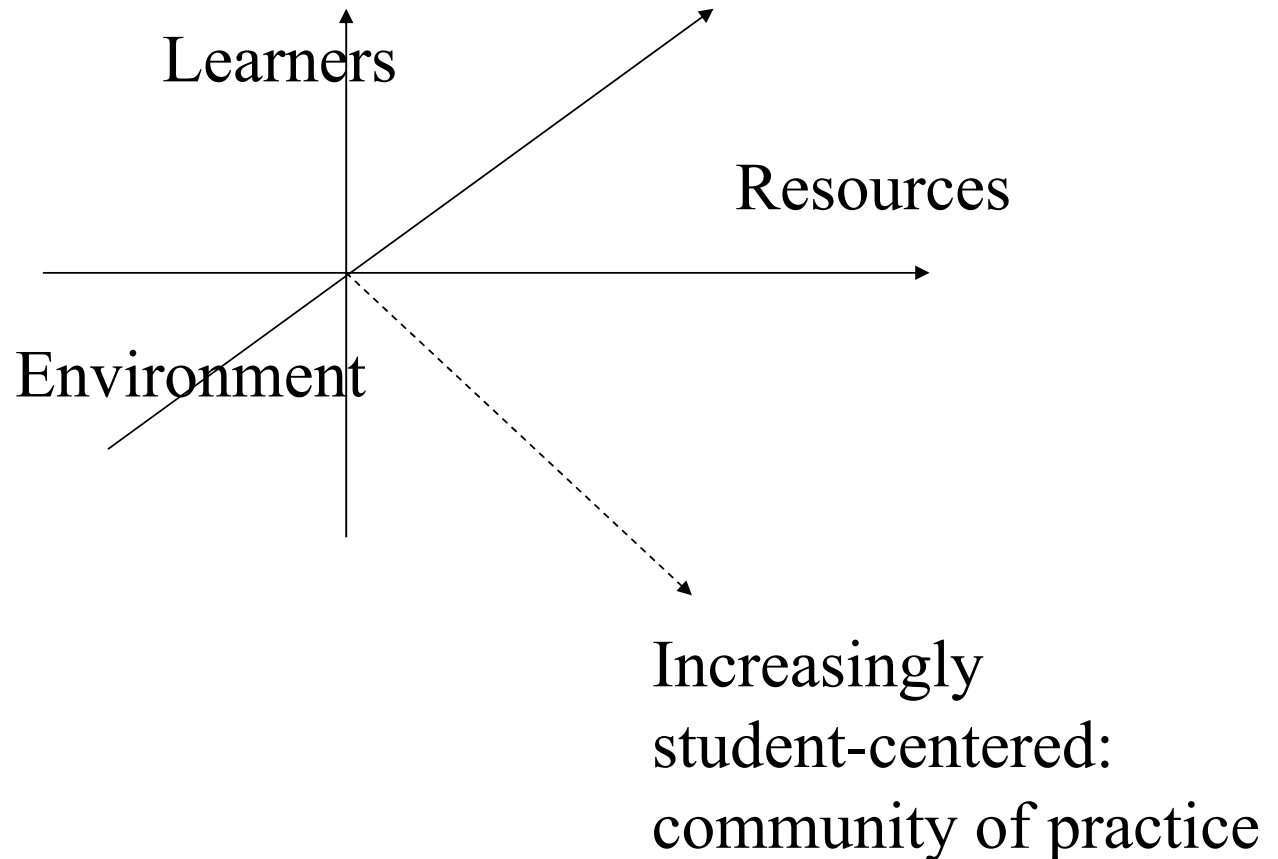 Learners
Resources
Environment
Increasingly
student-centered:
community of practice